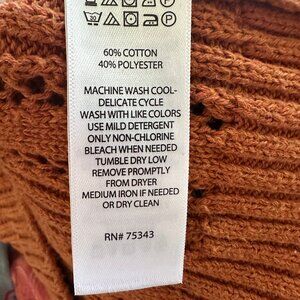 60% COTTON
40% POLYESTER
MACHINE WASH COOL-
DELICATE CYCLE
WASH WITH LIKE COLORS
USE MILD DETERGENT
ONLY NON-CHLORINE
BLEACH WHEN NEEDED
TUMBLE DRY LOW
REMOVE PROMPTLY
FROM DRYER
MEDIUM IRON IF NEEDED
OR DRY CLEAN
RN# 75343